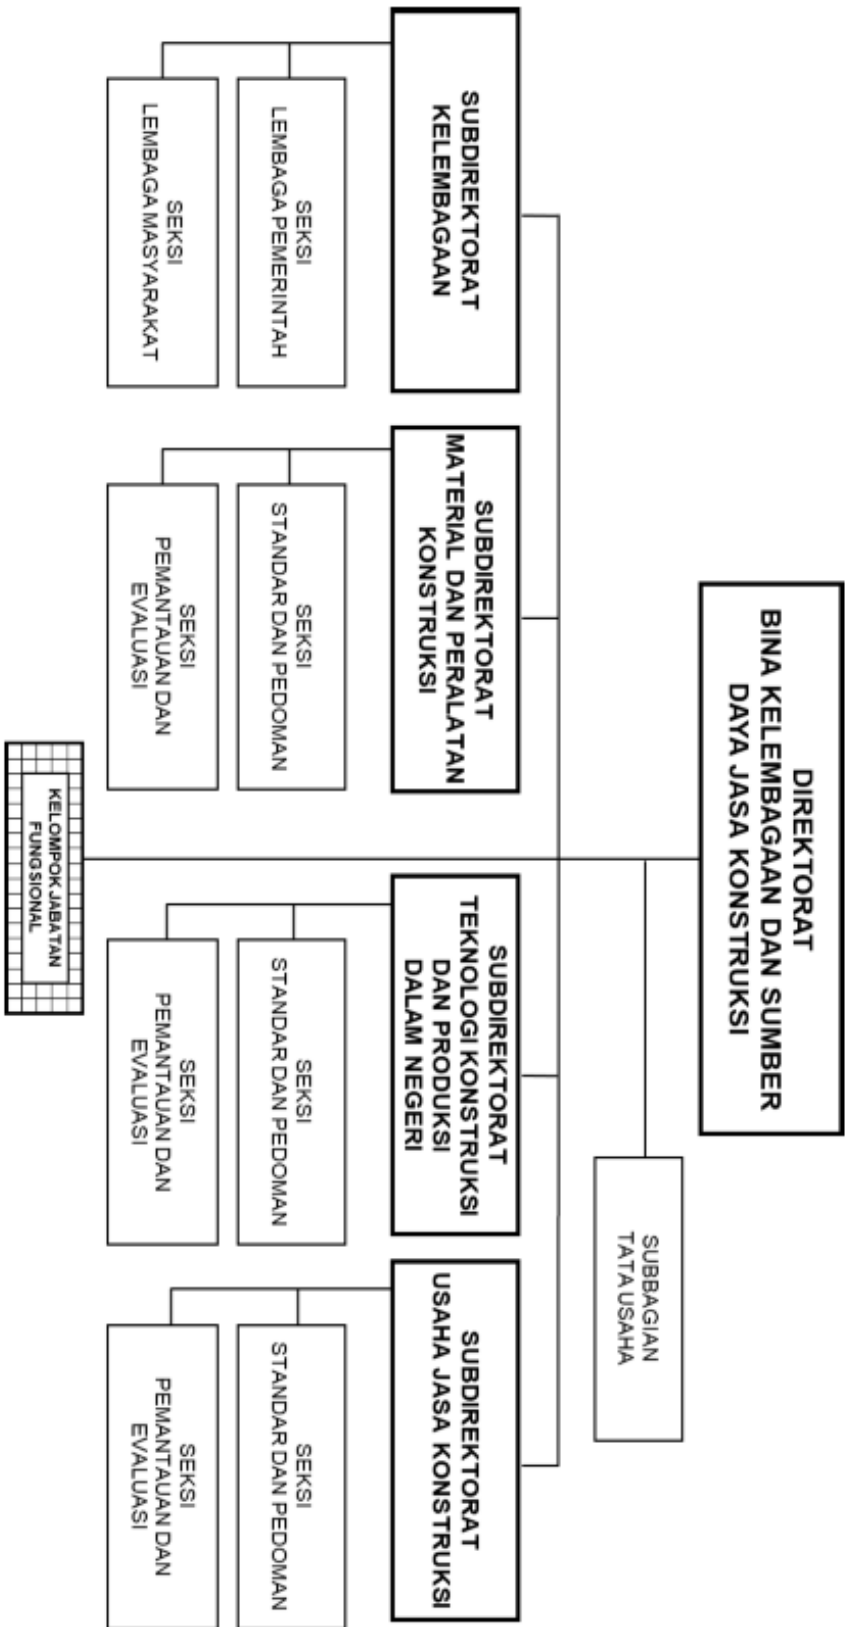 DIREKTORAT
BINA KELEMBAGAAN DAN SUMBER
DAYA JASA KONSTRUKSI
SUBBAGIAN
TATA USAHA
SUBDIREKTORAT
KELEMBAGAAN
SEKSI
LEMBAGA PEMERINTAH
SEKSI
LEMBAGA MASYARAKAT
SUBDIREKTORAT
MATERIAL DAN PERALATAN
KONSTRUKSI
SEKSI
STANDAR DAN PEDOMAN
SEKSI
PEMANTAUAN DAN
EVALUASI
SUBDIREKTORAT
TEKNOLOGI KONSTRUKSI
DAN PRODUKSI
DALAM NEGERI
SEKSI
STANDAR DAN PEDOMAN
SEKSI
PEMANTAUAN DAN
EVALUASI
SUBDIREKTORAT
USAHA JASA KONSTRUKSI
SEKSI
STANDAR DAN PEDOMAN
SEKSI
PEMANTAUAN DAN
EVALUASI
KELOMPOK JABATAN
FUNGSIONAL